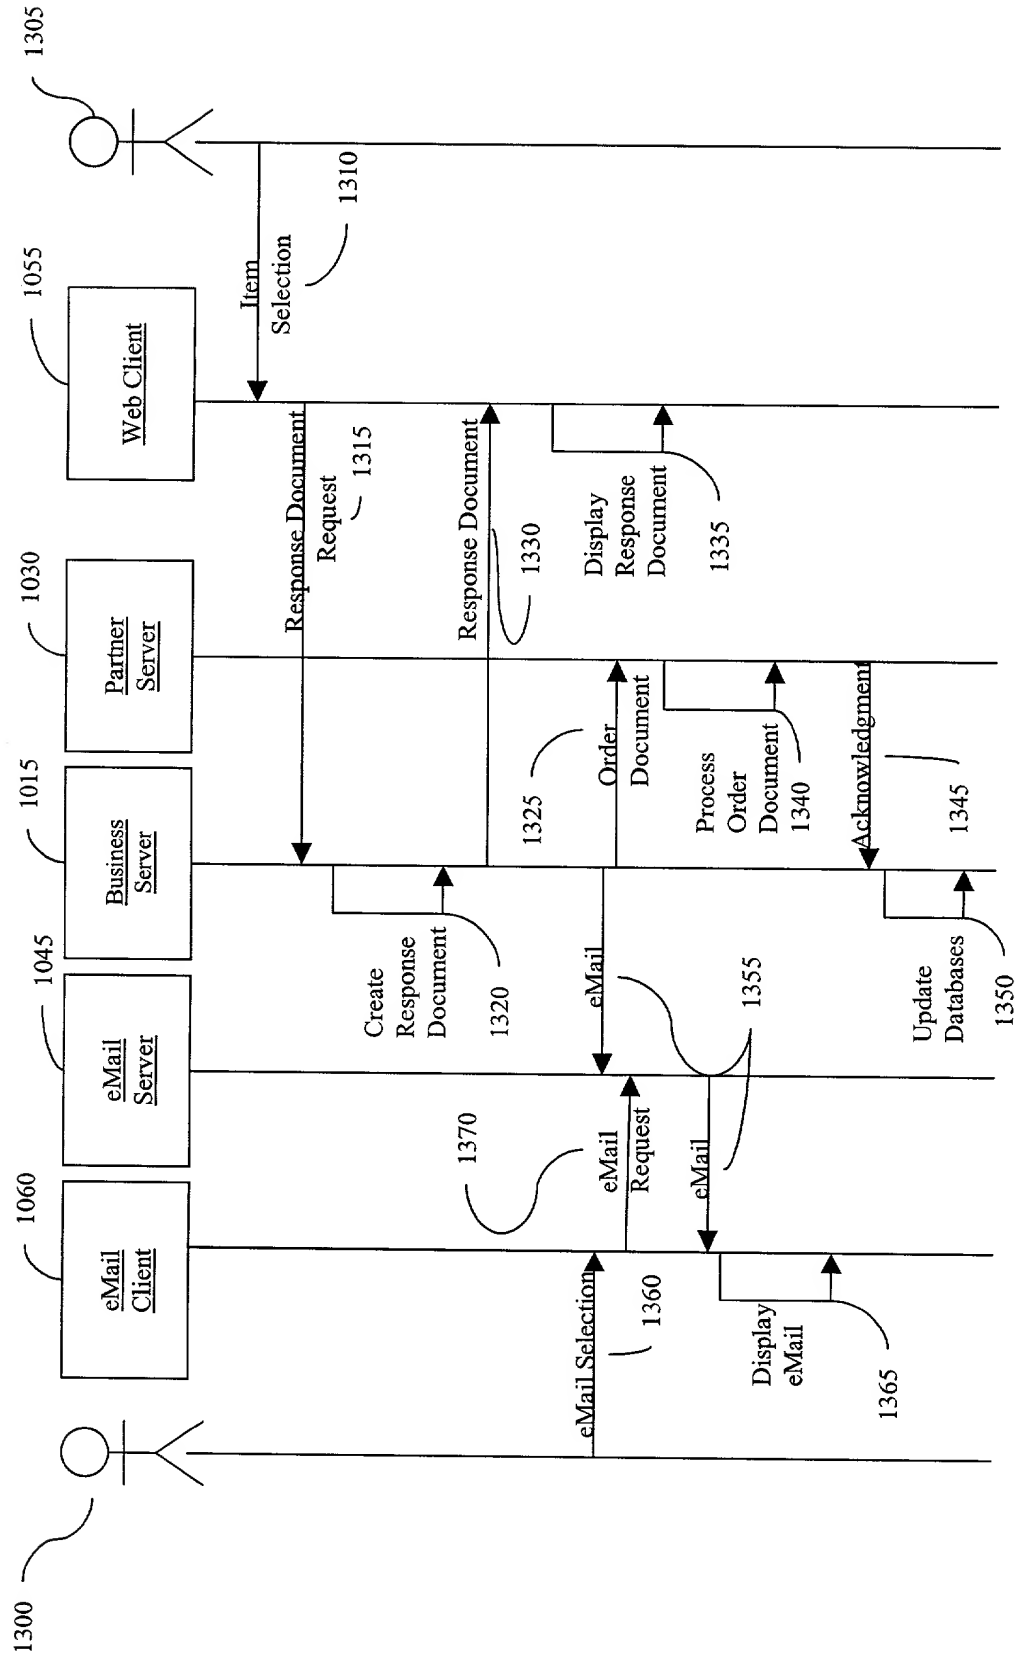 1300
1060
1045
1015
1030
1055
1305
eMail
Client
eMail
Server
Business
Server
Partner
Server
Web Client
Item
Selection
1310
Response Document
Request
1315
Create
Response
Document
1320
Response Document
1330
Display
Response
Document
1335
eMail Selection
1360
eMail
1355
Order
Document
1325
eMail
Request
1370
Process
Order
Document
1340
eMail
Display
eMail
1365
Acknowledgment
1345
Update
Databases
1350